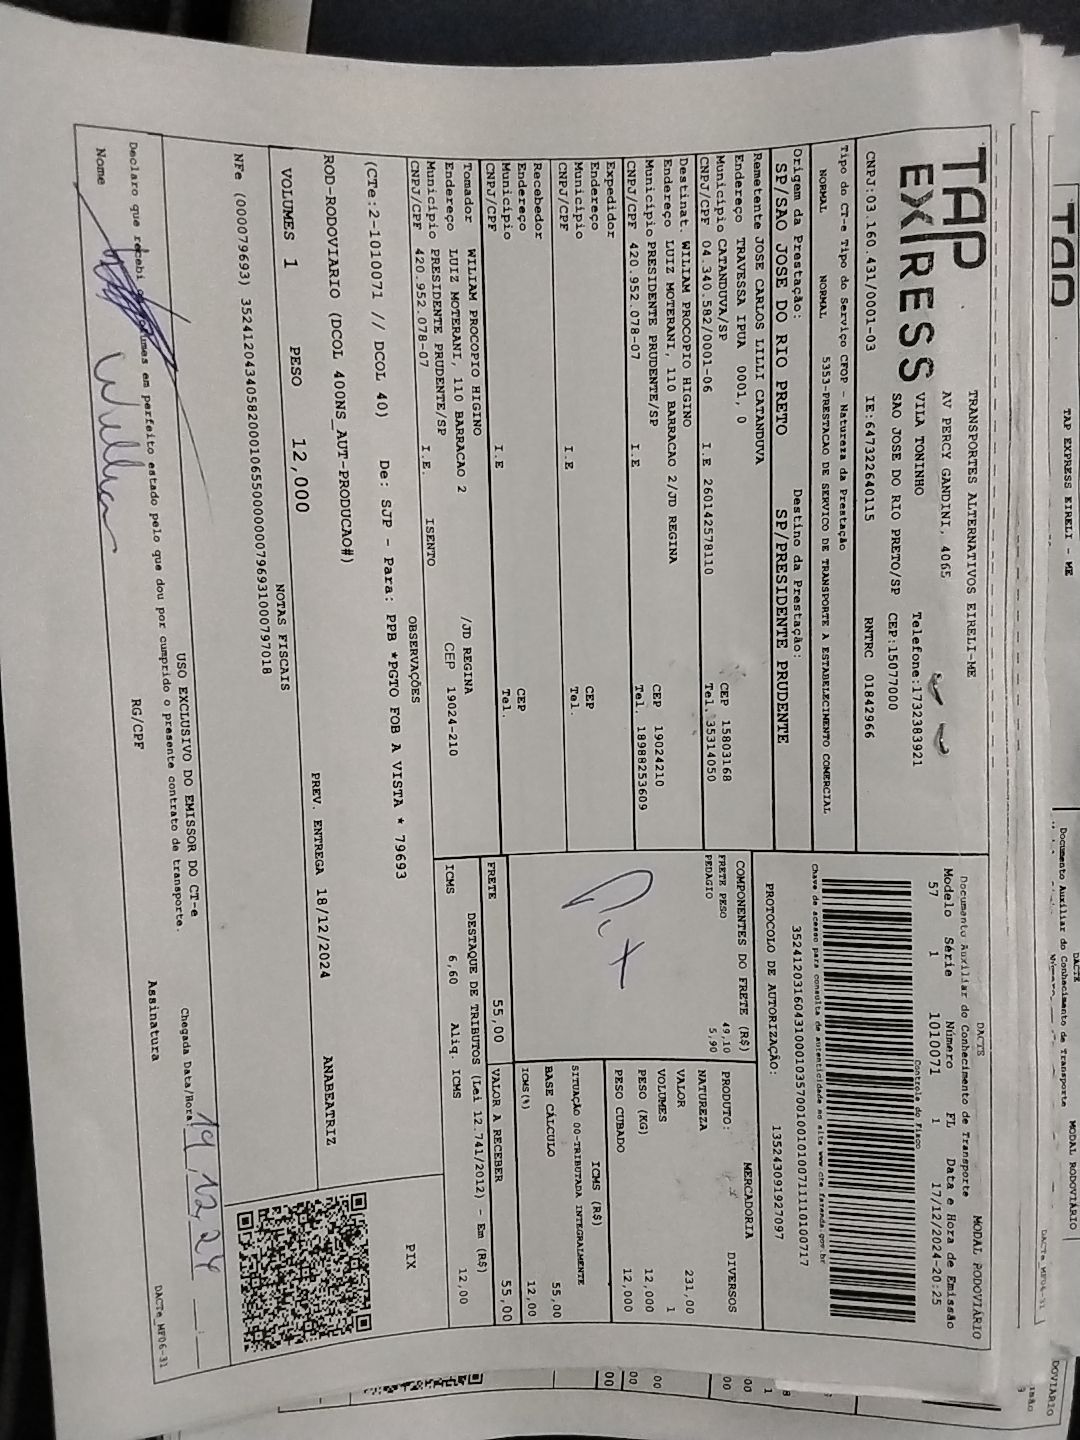 TAP
EXPRESS
TRANSPORTES ALTERNATIVOS EIRELI-ME
AV PERCY GANDINI, 4065
VILA TONINHO
Telefone:1732383921
SAO JOSE DO RIO PRETO/SP CEP:15077000
CNPJ:03.160.431/0001-03 IE:647322640115 RNTRC 01842966
Tipo do CT-e Tipo do Serviço CFOP - Natureza da Prestação
NORMAL NORMAL 5353-PRESTACAO DE SERVICO DE TRANSPORTE A ESTABELECIMENTO COMERCIAL
Origem da Prestação: Destino da Prestação:
SP/SAO JOSE DO RIO PRETO SP/PRESIDENTE PRUDENTE
Remetente JOSE CARLOS LILLI CATANDUVA
Endereço TRAVESSA IPUA 0001, 0
Município CATANDUVA/SP CEP 15803168
CNPJ/CPF 04.340.582/0001-06 I.E 260142578110 Tel. 35314050
Destinat. WILIAM PROCOPIO HIGINO
Endereço LUIZ MOTERANI, 110 BARRACAO 2/JD REGINA
Município PRESIDENTE PRUDENTE/SP CEP 19024210
CNPJ/CPF 420.952.078-07 I.E Tel. 18988253609
Expedidor
Endereço
Município CEP
CNPJ/CPF I.E Tel.
Recebedor
Endereço
Município CEP
CNPJ/CPF I.E Tel.
Tomador WILIAM PROCOPIO HIGINO
Endereço LUIZ MOTERANI, 110 BARRACAO 2 /JD REGINA
Município PRESIDENTE PRUDENTE/SP CEP 19024-210
CNPJ/CPF 420.952.078-07 I.E. ISENTO
DACTE MODAL RODOVIÁRIO
Documento Auxiliar do Conhecimento de Transporte
Modelo Série Número FL Data e Hora de Emissão
57 1 1010071 1 17/12/2024-20:25
Controle do Fisco
Chave de acesso para consulta de autenticidade no site www.cte.fazenda.gov.br
35241203160431000103570010010100711110100717
PROTOCOLO DE AUTORIZAÇÃO: 135243091927097
COMPONENTES DO FRETE (R$)
FRETE PESO 49,10
PEDAGIO 5,90
Pix
FRETE 55,00
PRODUTO: MERCADORIA DIVERSOS
NATUREZA
VALOR 231,00
VOLUMES 1
PESO (KG) 12,000
PESO CUBADO 12,000
ICMS (R$)
SITUAÇÃO 00-TRIBUTADA INTEGRALMENTE
BASE CÁLCULO 55,00
ICMS(%) 12,00
VALOR A RECEBER 55,00
DESTAQUE DE TRIBUTOS (Lei 12.741/2012) - Em (R$)
ICMS 6,60 Aliq. ICMS 12,00
OBSERVAÇÕES
(CTe:2-1010071 // DCOL 40) De: SJP - Para: PPB *PGTO FOB A VISTA * 79693
ROD-RODOVIARIO (DCOL 400NS_AUT-PRODUCAO#)
PIX
VOLUMES 1 PESO 12,000 PREV. ENTREGA 18/12/2024 ANABEATRIZ
NOTAS FISCAIS
NFe (000079693) 35241204340582000106550000000796931000797018
USO EXCLUSIVO DO EMISSOR DO CT-e
Declaro que recebi os volumes em perfeito estado pelo que dou por cumprido o presente contrato de transporte.
Chegada Data/Hora: 19/12/24
Nome RG/CPF Assinatura
Willian
DACTe_MF06-31
TAP
TAP EXPRESS EIRELI - ME
DACTE
MODAL RODOVIÁRIO
Documento Auxiliar do Conhecimento de Transporte